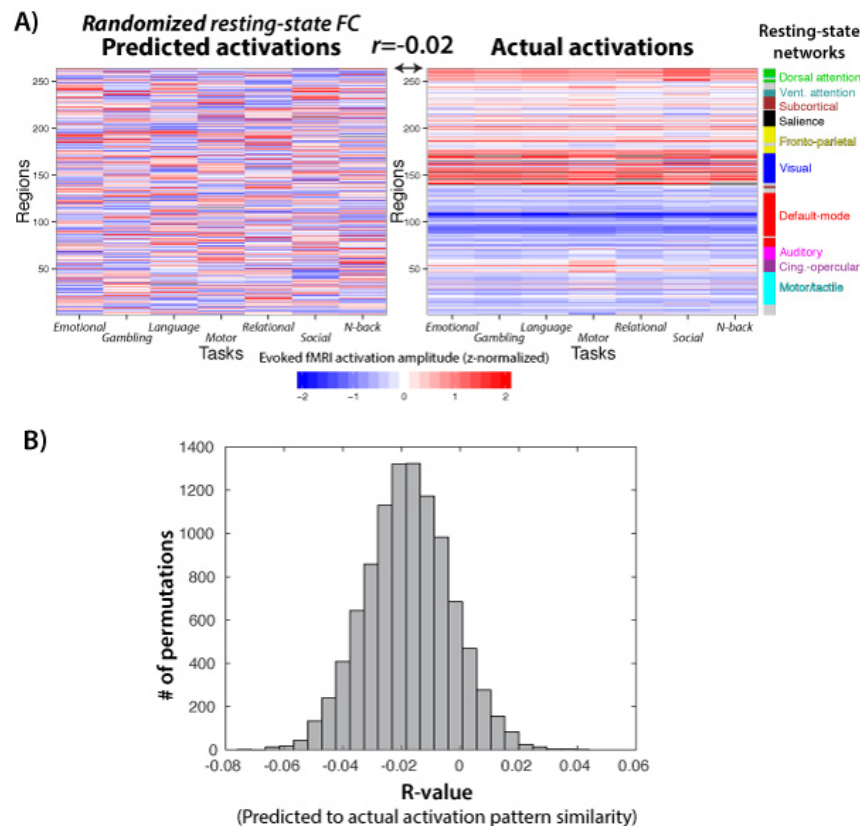 A)
Randomized resting-state FC
Predicted activations
r=-0.02
Actual activations
Resting-state
networks
Regions
250
200
150
100
50
Emotional
Gambling
Language
Motor
Relational
Social
N-back
Tasks
Regions
250
200
150
100
50
Emotional
Gambling
Language
Motor
Relational
Social
N-back
Tasks
Dorsal attention
Vent. attention
Subcortical
Salience
Fronto-parietal
Visual
Default-mode
Auditory
Cing.-opercular
Motor/tactile
Evoked fMRI activation amplitude (z-normalized)
-2 -1 0 1 2
B)
# of permutations
1400
1200
1000
800
600
400
200
0
-0.08 -0.06 -0.04 -0.02 0 0.02 0.04 0.06
R-value
(Predicted to actual activation pattern similarity)